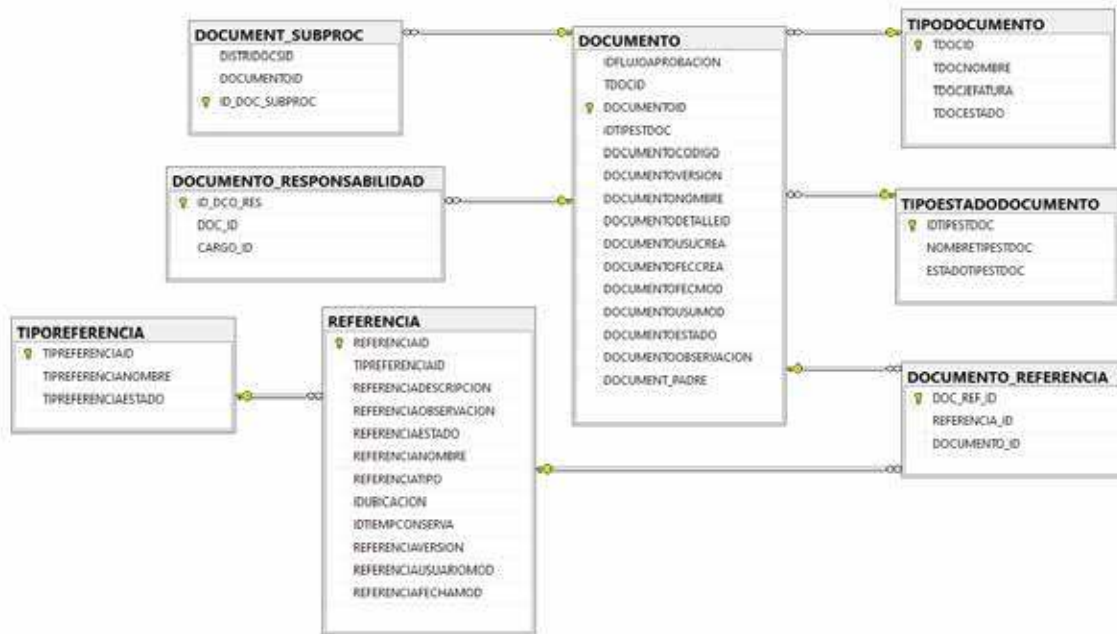 DOCUMENT_SUBPROC
DISTRIDOCSID
DOCUMENTOID
ID_DOC_SUBPROC
DOCUMENTO_RESPONSABILIDAD
ID_DCO_RES
DOC_ID
CARGO_ID
TIPOREFERENCIA
TIPREFERENCIAID
TIPREFERENCIANOMBRE
TIPREFERENCIAESTADO
REFERENCIA
REFERENCIAID
TIPREFERENCIAID
REFERENCIADESCRIPCION
REFERENCIAOBSERVACION
REFERENCIAESTADO
REFERENCIANOMBRE
REFERENCIATIPO
IDUBICACION
IDTIEMPCONSERVA
REFERENCIAVERSION
REFERENCIAUSUARIOMOD
REFERENCIAFECHAMOD
DOCUMENTO
IDFLUJOAPROBACION
TDOCID
DOCUMENTOID
IDTIPESTDOC
DOCUMENTOCODIGO
DOCUMENTOVERSION
DOCUMENTONOMBRE
DOCUMENTODETALLEID
DOCUMENTOUSUCREA
DOCUMENTOFECCREA
DOCUMENTOFECMOD
DOCUMENTOUSUMOD
DOCUMENTOESTADO
DOCUMENTOOBSERVACION
DOCUMENT_PADRE
TIPODOCUMENTO
TDOCID
TDOCNOMBRE
TDOCJEFATURA
TDOCESTADO
TIPOESTADODOCUMENTO
IDTIPESTDOC
NOMBRETIPESTDOC
ESTADOTIPESTDOC
DOCUMENTO_REFERENCIA
DOC_REF_ID
REFERENCIA_ID
DOCUMENTO_ID